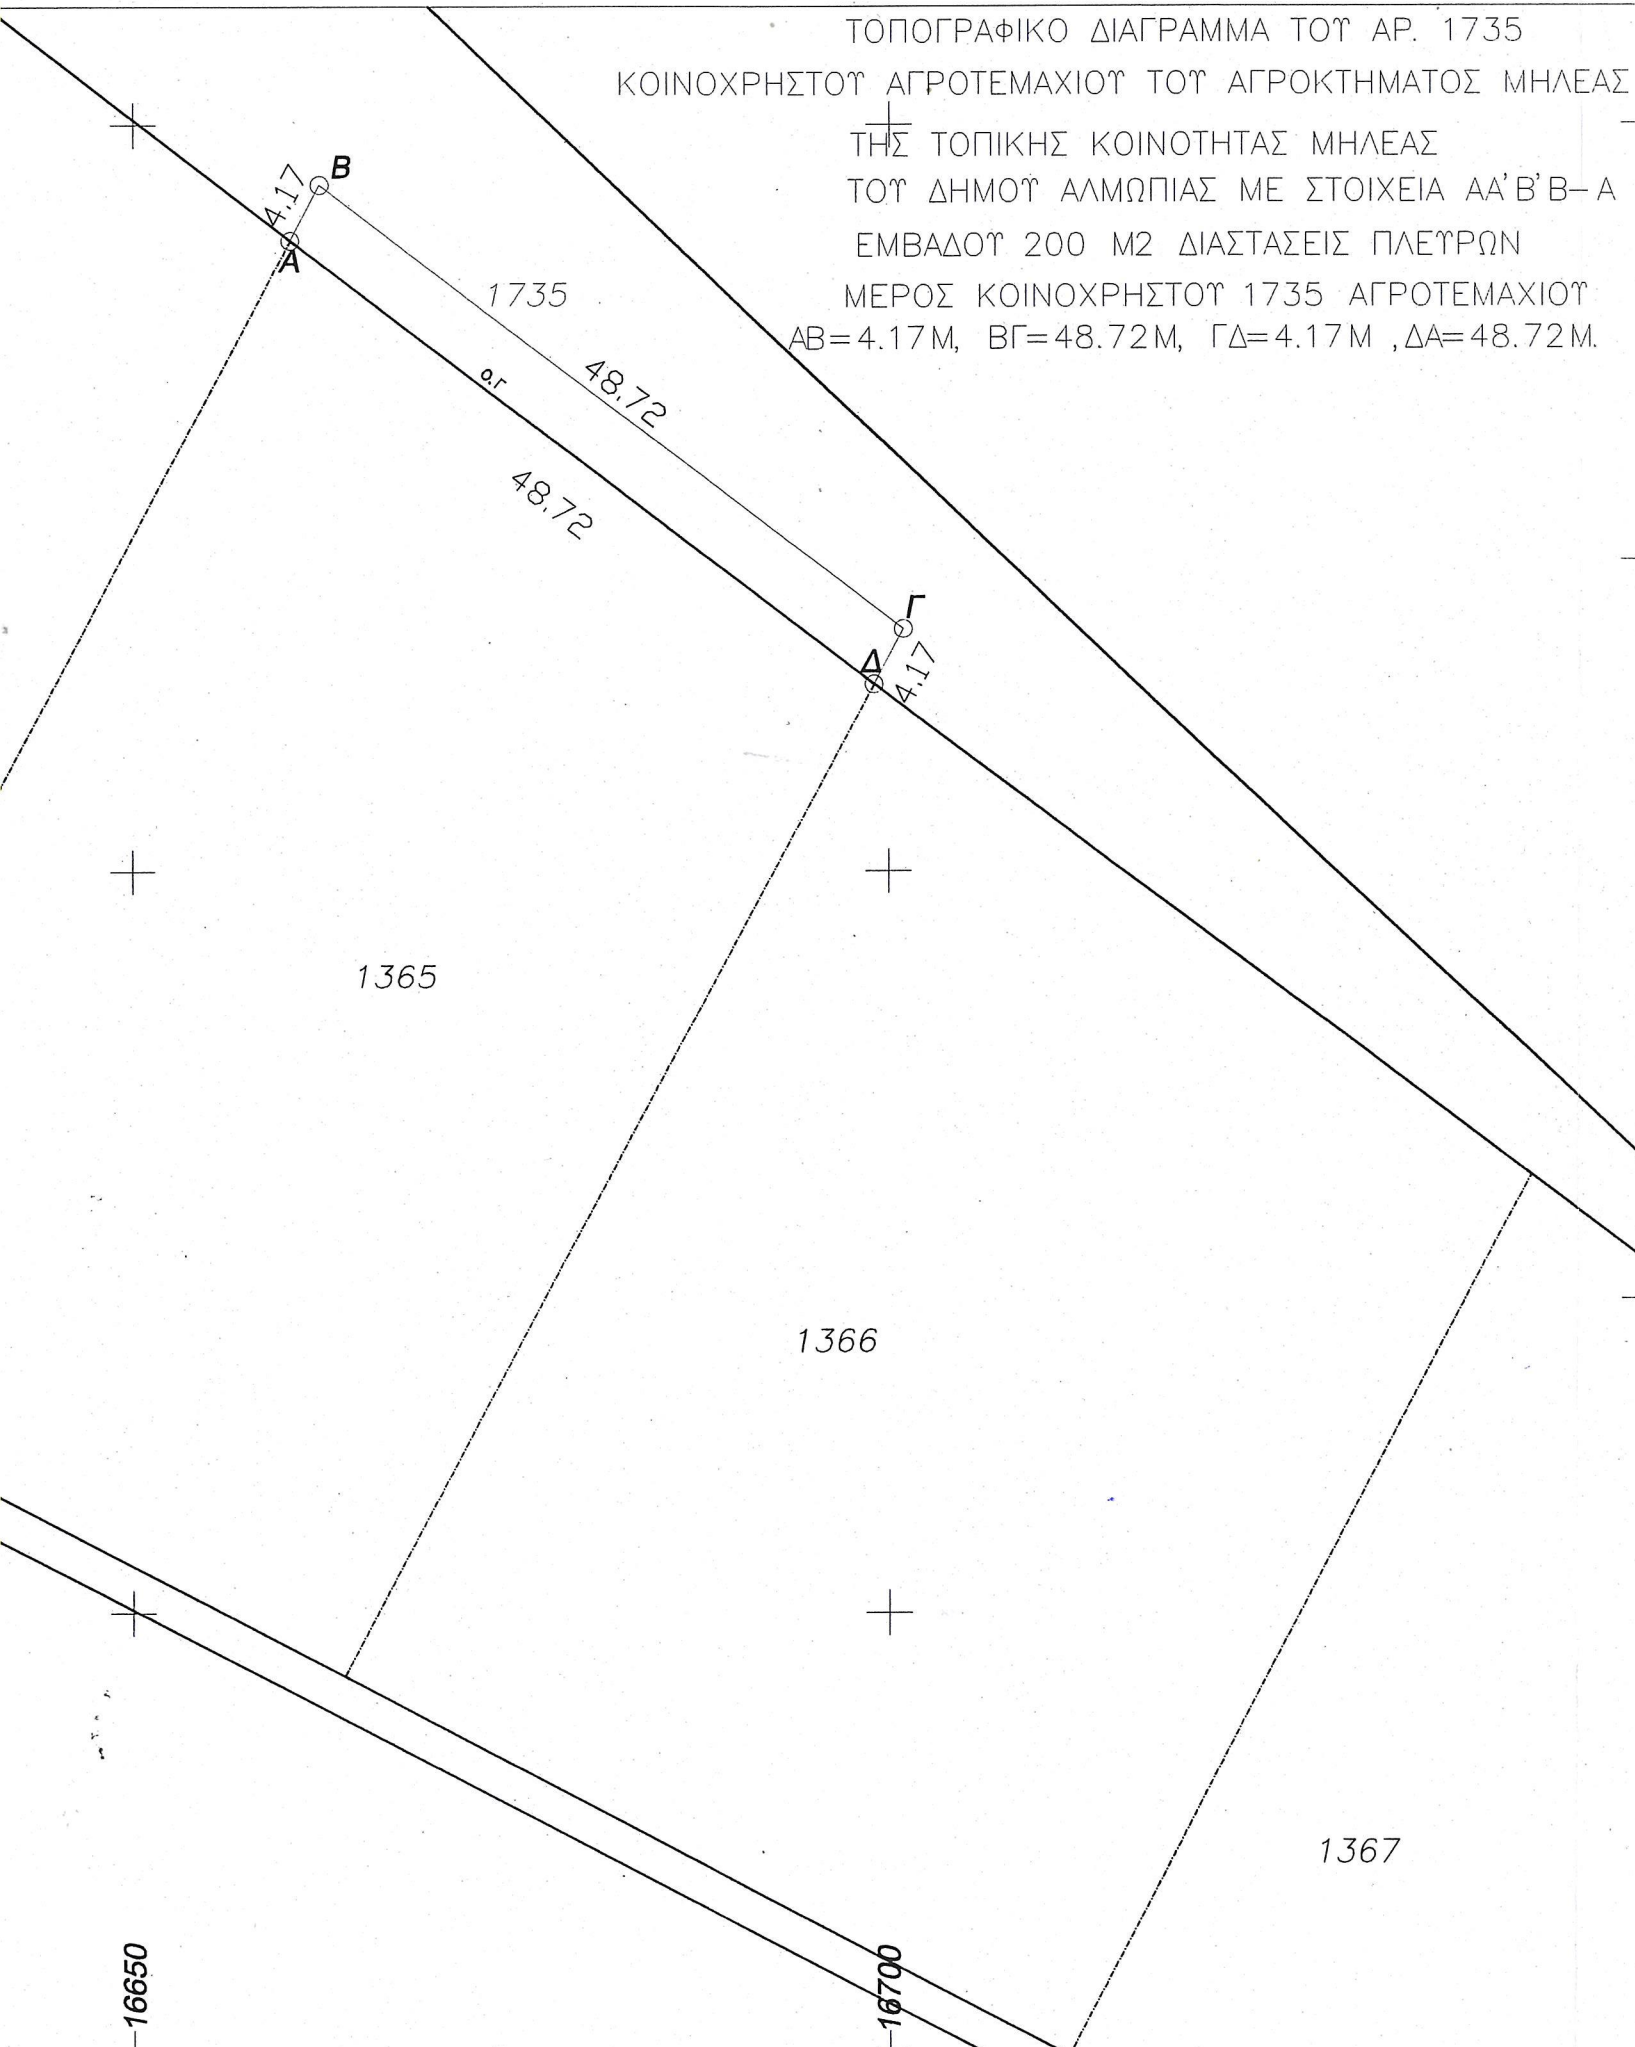 ΤΟΠΟΓΡΑΦΙΚΟ ΔΙΑΓΡΑΜΜΑ ΤΟΥ ΑΡ. 1735
ΚΟΙΝΟΧΡΗΣΤΟΥ ΑΓΡΟΤΕΜΑΧΙΟΥ ΤΟΥ ΑΓΡΟΚΤΗΜΑΤΟΣ ΜΗΛΕΑΣ
ΤΗΣ ΤΟΠΙΚΗΣ ΚΟΙΝΟΤΗΤΑΣ ΜΗΛΕΑΣ
ΤΟΥ ΔΗΜΟΥ ΑΛΜΩΠΙΑΣ ΜΕ ΣΤΟΙΧΕΙΑ ΑΑ'Β'Β-Α
ΕΜΒΑΔΟΥ 200 Μ2 ΔΙΑΣΤΑΣΕΙΣ ΠΛΕΥΡΩΝ
ΜΕΡΟΣ ΚΟΙΝΟΧΡΗΣΤΟΥ 1735 ΑΓΡΟΤΕΜΑΧΙΟΥ
ΑΒ=4.17Μ, ΒΓ=48.72Μ, ΓΔ=4.17Μ ,ΔΑ=48.72Μ.
Β
4.17
Α
1735
ο.γ
48.72
48.72
Γ
Δ
4.17
1365
1366
1367
-16650
-16700